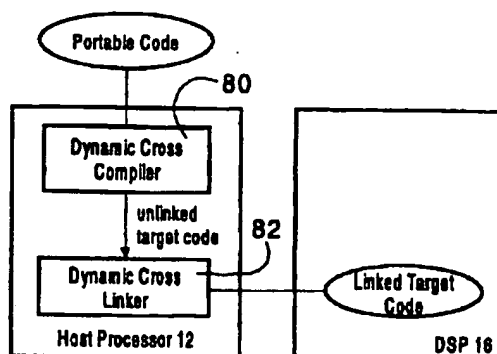 Portable Code
80
Dynamic Cross
Compiler
unlinked
target code
82
Dynamic Cross
Linker
Linked Target
Code
Host Processor 12
DSP 16